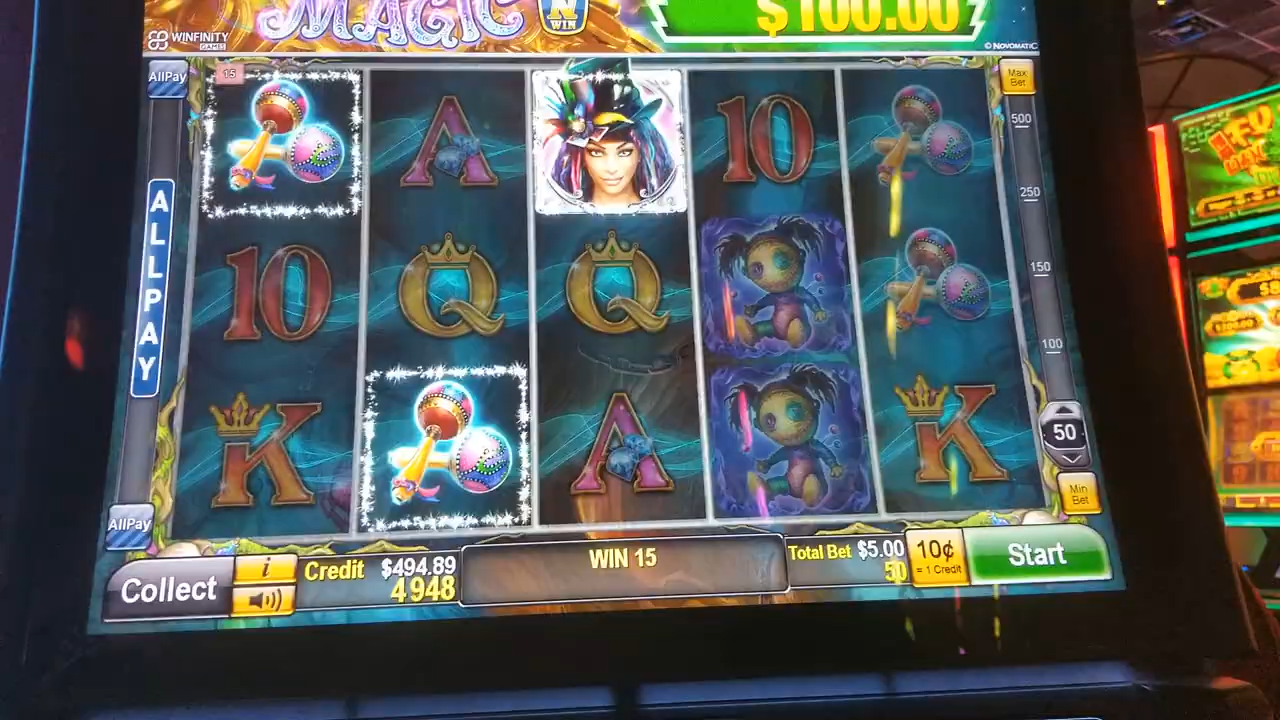 MAGIC
N
WIN
$100.00
WINFINITY
GAMES
© NOVOMATIC
AllPay
15
A
10
Max
Bet
500
250
150
100
50
Min
Bet
ALLPAY
10
Q
Q
K
A
K
AllPay
Collect
i
Credit $494.89
4948
WIN 15
Total Bet $5.00
50
10¢
= 1 Credit
Start
FU